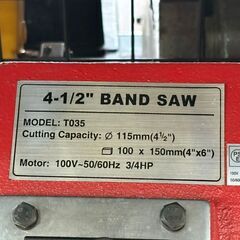 4-1/2" BAND SAW
MODEL: T035
Cutting Capacity: ∅ 115mm(4½")
□ 100 x 150mm(4"x6")
Motor: 100V~50/60Hz 3/4HP